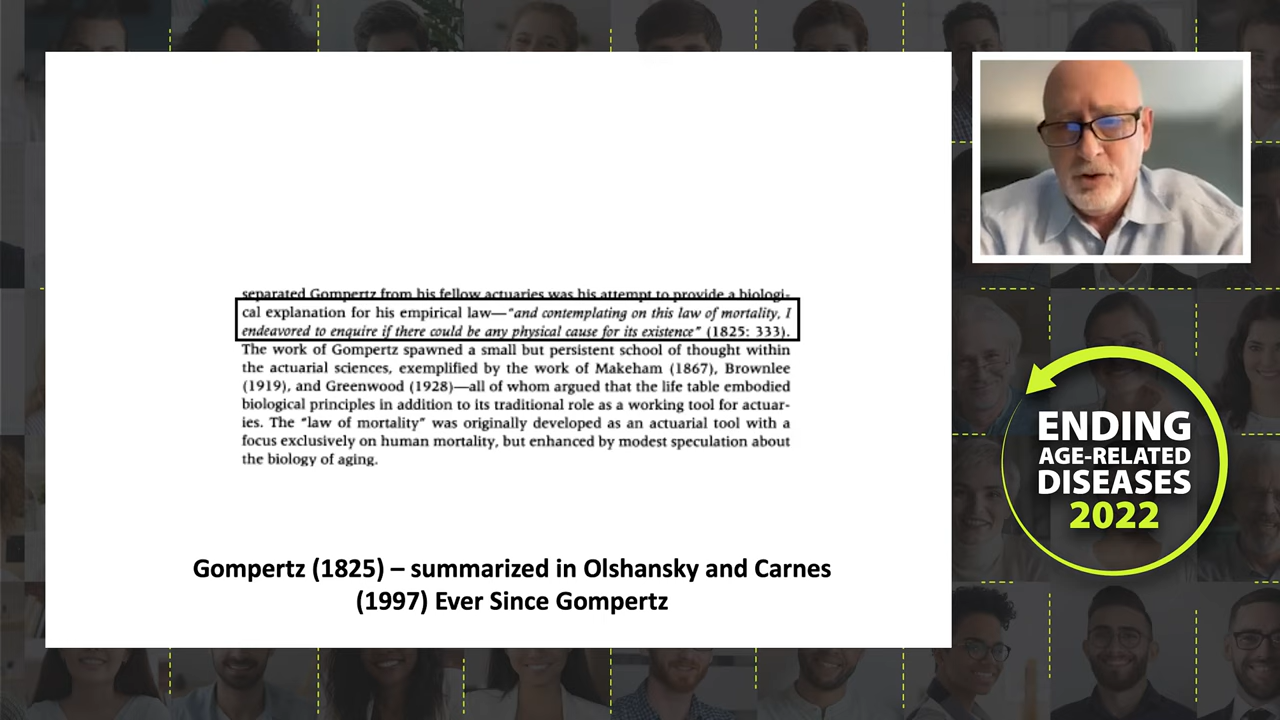 separated Gompertz from his fellow actuaries was his attempt to provide a biologi-
cal explanation for his empirical law—"and contemplating on this law of mortality, I
endeavored to enquire if there could be any physical cause for its existence" (1825: 333).
The work of Gompertz spawned a small but persistent school of thought within
the actuarial sciences, exemplified by the work of Makeham (1867), Brownlee
(1919), and Greenwood (1928)—all of whom argued that the life table embodied
biological principles in addition to its traditional role as a working tool for actuar-
ies. The "law of mortality" was originally developed as an actuarial tool with a
focus exclusively on human mortality, but enhanced by modest speculation about
the biology of aging.
Gompertz (1825) – summarized in Olshansky and Carnes
(1997) Ever Since Gompertz
ENDING
AGE-RELATED
DISEASES
2022